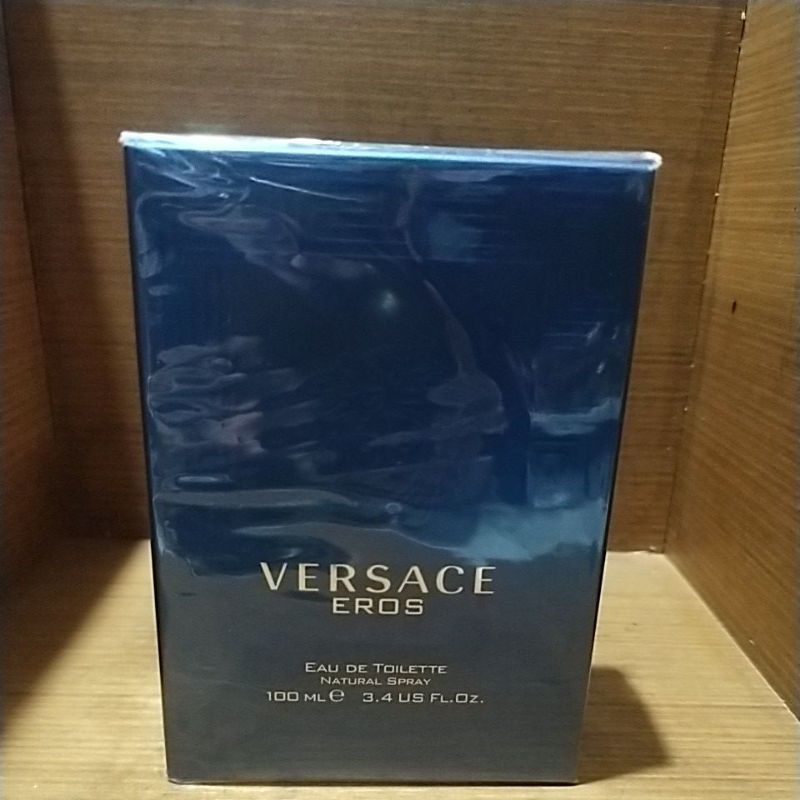 VERSACE
EROS
EAU DE TOILETTE
NATURAL SPRAY
100 ML ℮ 3.4 US FL.OZ.